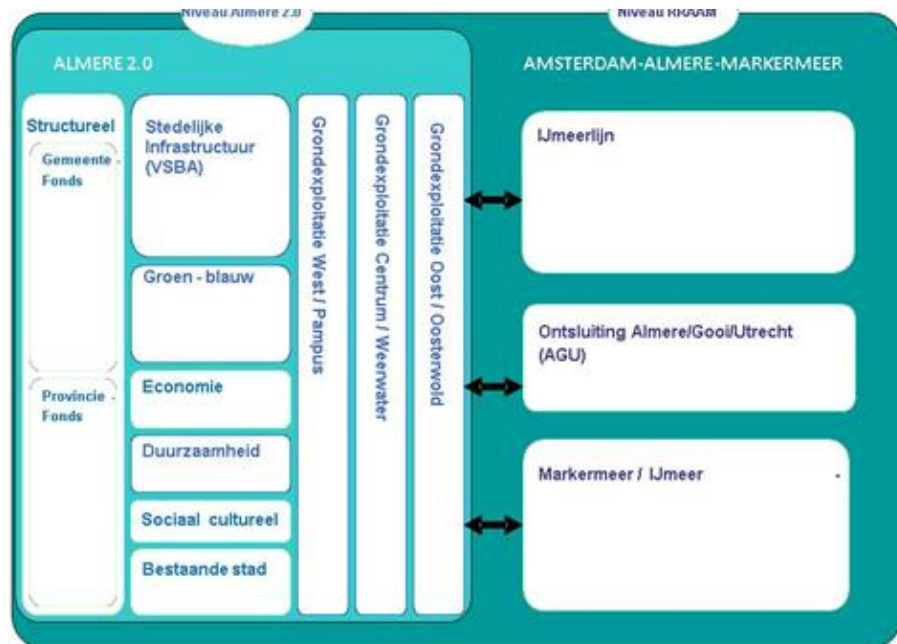 Niveau Almere 2.0
Niveau RRAAM
ALMERE 2.0
AMSTERDAM-ALMERE-MARKERMEER
Structureel
Gemeente -
Fonds
Provincie -
Fonds
Stedelijke
Infrastructuur
(VSBA)
Groen - blauw
Economie
Duurzaamheid
Sociaal cultureel
Bestaande stad
Grondexploitatie West / Pampus
Grondexploitatie Centrum / Weerwater
Grondexploitatie Oost / Oosterwold
IJmeerlijn
Ontsluiting Almere/Gooi/Utrecht
(AGU)
Markermeer / IJmeer -